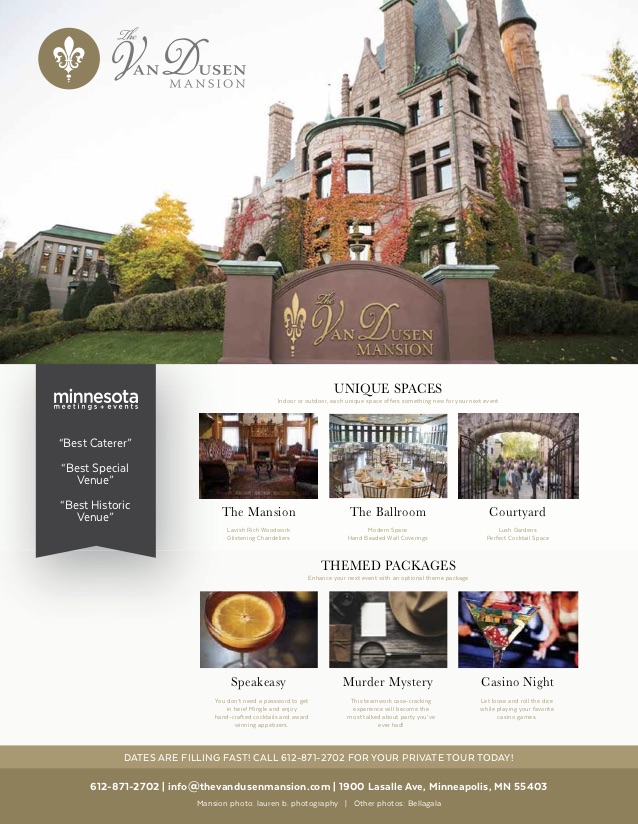 The
VAN DUSEN
MANSION
The
VAN DUSEN
MANSION
minnesota
meetings + events
“Best Caterer”
“Best Special
Venue”
“Best Historic
Venue”
UNIQUE SPACES
Indoor or outdoor, each unique space offers something new for your next event
The Mansion
Lavish Rich Woodwork
Glistening Chandeliers
The Ballroom
Modern Space
Hand Beaded Wall Coverings
Courtyard
Lush Gardens
Perfect Cocktail Space
THEMED PACKAGES
Enhance your next event with an optional theme package
Speakeasy
You don't need a password to get
in here! Mingle and enjoy
hand-crafted cocktails and award
winning appetizers.
Murder Mystery
This teamwork case-cracking
experience will become the
most talked about party you've
ever had!
Casino Night
Let loose and roll the dice
while playing your favorite
casino games.
DATES ARE FILLING FAST! CALL 612-871-2702 FOR YOUR PRIVATE TOUR TODAY!
612-871-2702 | info@thevandusenmansion.com | 1900 Lasalle Ave, Minneapolis, MN 55403
Mansion photo: lauren b. photography | Other photos: Bellagala